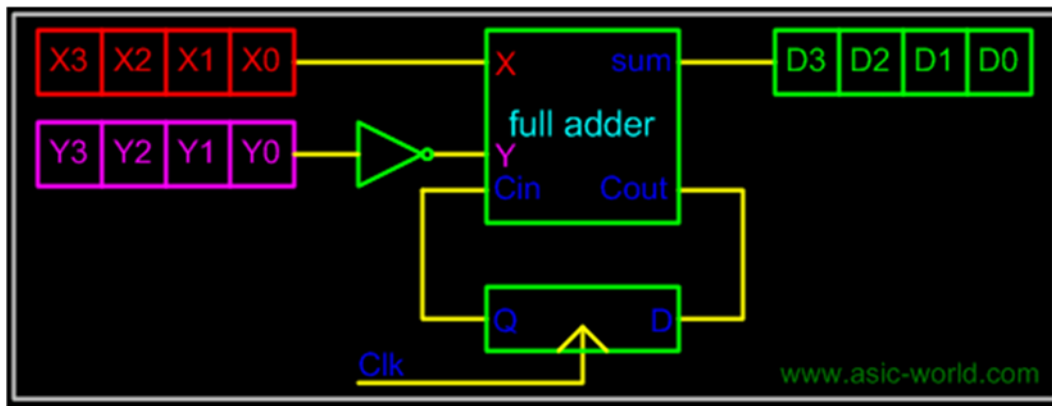 X3 X2 X1 X0 X sum D3 D2 D1 D0
full adder
Y3 Y2 Y1 Y0 Y
Cin Cout
Q D
Clk
www.asic-world.com